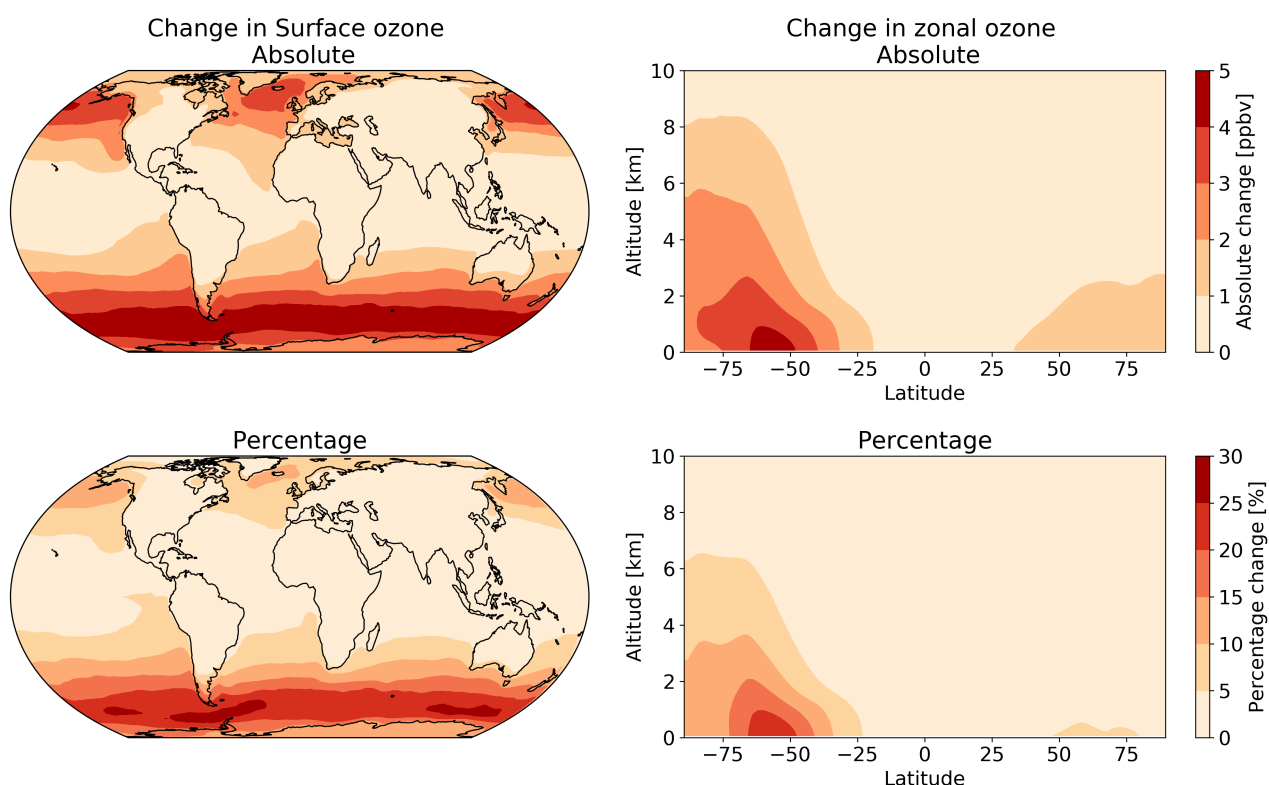 Change in Surface ozone
Absolute
Change in zonal ozone
Absolute
10
8
6
4
2
0
Altitude [km]
−75 −50 −25 0 25 50 75
Latitude
5
4
3
2
1
0
Absolute change [ppbv]
Percentage
Percentage
10
8
6
4
2
0
Altitude [km]
−75 −50 −25 0 25 50 75
Latitude
30
25
20
15
10
5
0
Percentage change [%]